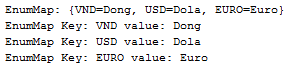 EnumMap: {VND=Dong, USD=Dola, EURO=Euro}
EnumMap Key: VND value: Dong
EnumMap Key: USD value: Dola
EnumMap Key: EURO value: Euro